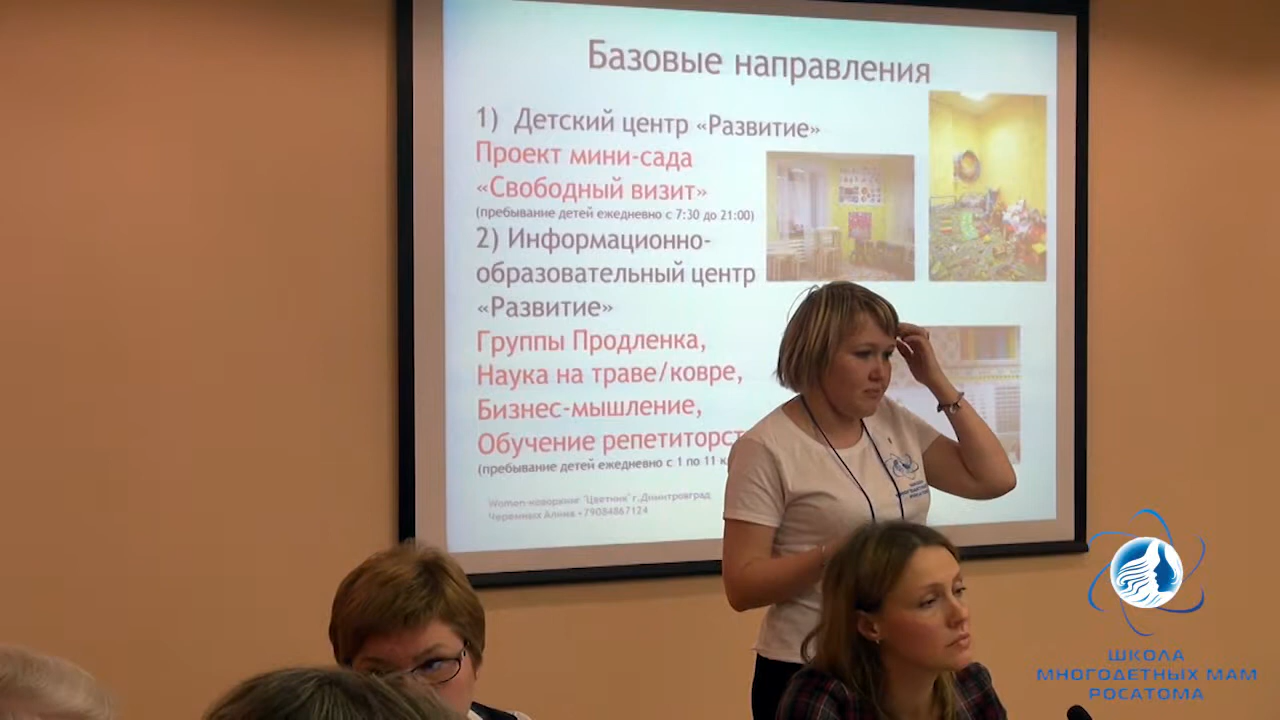 Базовые направления
1) Детский центр «Развитие»
Проект мини-сада
«Свободный визит»
(пребывание детей ежедневно с 7:30 до 21:00)
2) Информационно-
образовательный центр
«Развитие»
Группы Продленка,
Наука на траве/ковре,
Бизнес-мышление,
Обучение репетиторст
(пребывание детей ежедневно с 1 по 11 к
Women-коворкинг "Цветник" г.Димитровград
Черенных Алина +79084867124
ШКОЛА
МНОГОДЕТНЫХ МАМ
РОСАТОМА